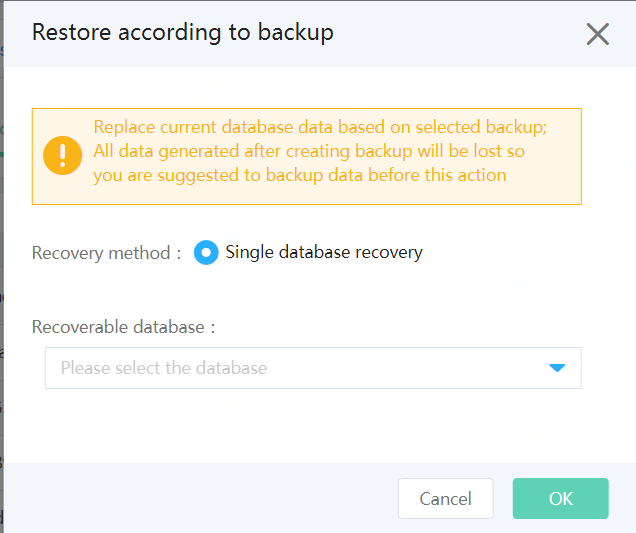 Restore according to backup
Replace current database data based on selected backup;
All data generated after creating backup will be lost so
you are suggested to backup data before this action
Recovery method :
Single database recovery
Recoverable database :
Please select the database
Cancel
OK